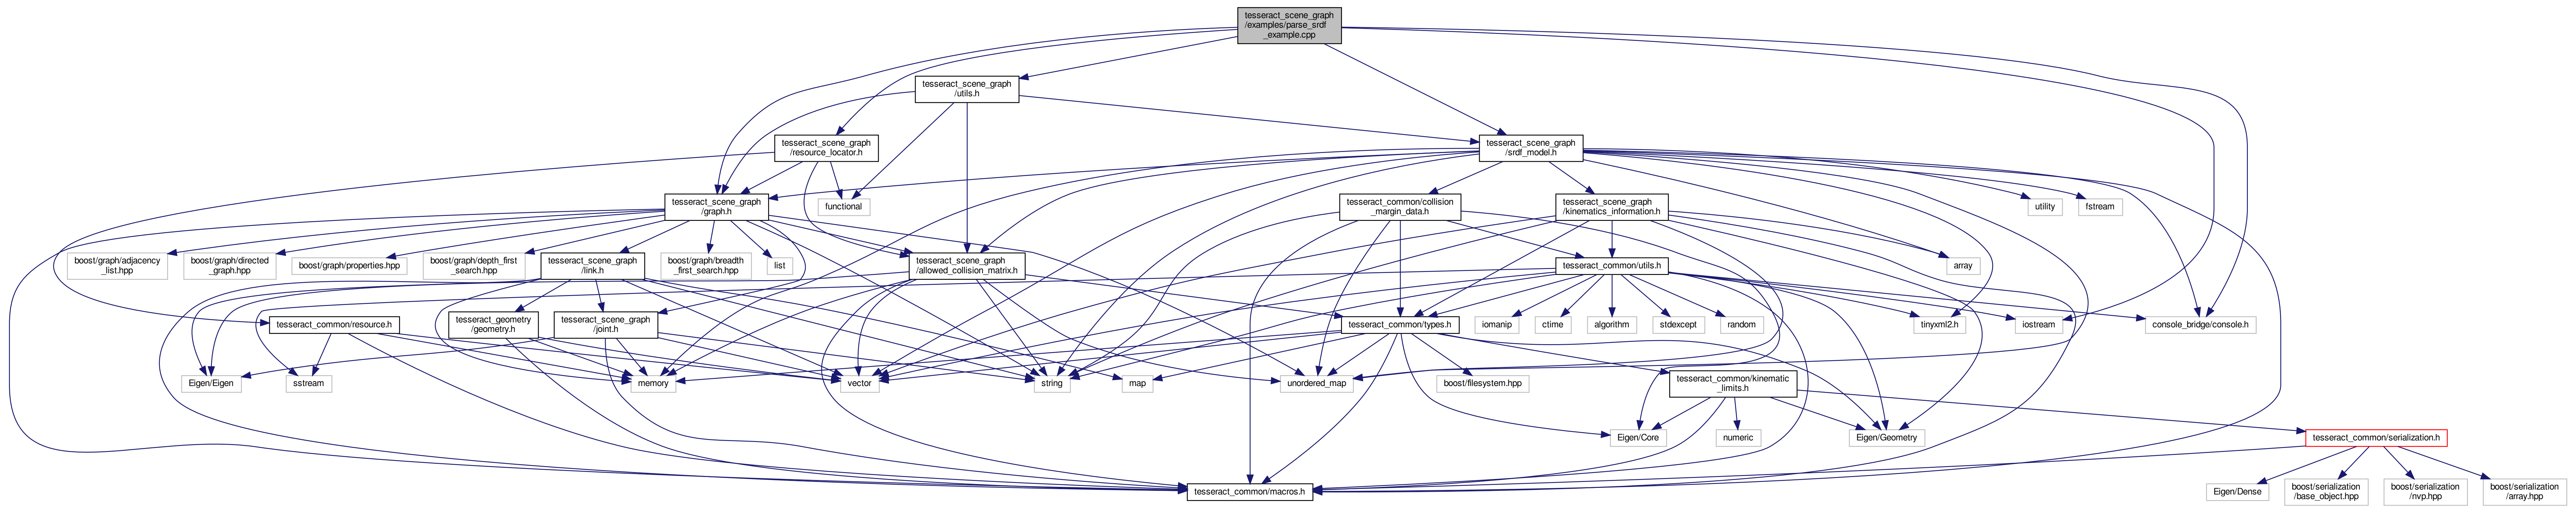 tesseract_scene_graph
/examples/parse_srdf
_example.cpp
tesseract_scene_graph
/utils.h
tesseract_scene_graph
/resource_locator.h
tesseract_scene_graph
/srdf_model.h
tesseract_scene_graph
/graph.h
functional
tesseract_common/collision
_margin_data.h
tesseract_scene_graph
/kinematics_information.h
utility
fstream
boost/graph/adjacency
_list.hpp
boost/graph/directed
_graph.hpp
boost/graph/properties.hpp
boost/graph/depth_first
_search.hpp
tesseract_scene_graph
/link.h
boost/graph/breadth
_first_search.hpp
list
tesseract_scene_graph
/allowed_collision_matrix.h
tesseract_common/utils.h
array
tesseract_common/resource.h
tesseract_geometry
/geometry.h
tesseract_scene_graph
/joint.h
tesseract_common/types.h
iomanip
ctime
algorithm
stdexcept
random
tinyxml2.h
iostream
console_bridge/console.h
Eigen/Eigen
sstream
memory
vector
string
map
unordered_map
boost/filesystem.hpp
tesseract_common/kinematic
_limits.h
Eigen/Core
numeric
Eigen/Geometry
tesseract_common/serialization.h
tesseract_common/macros.h
Eigen/Dense
boost/serialization
/base_object.hpp
boost/serialization
/nvp.hpp
boost/serialization
/array.hpp